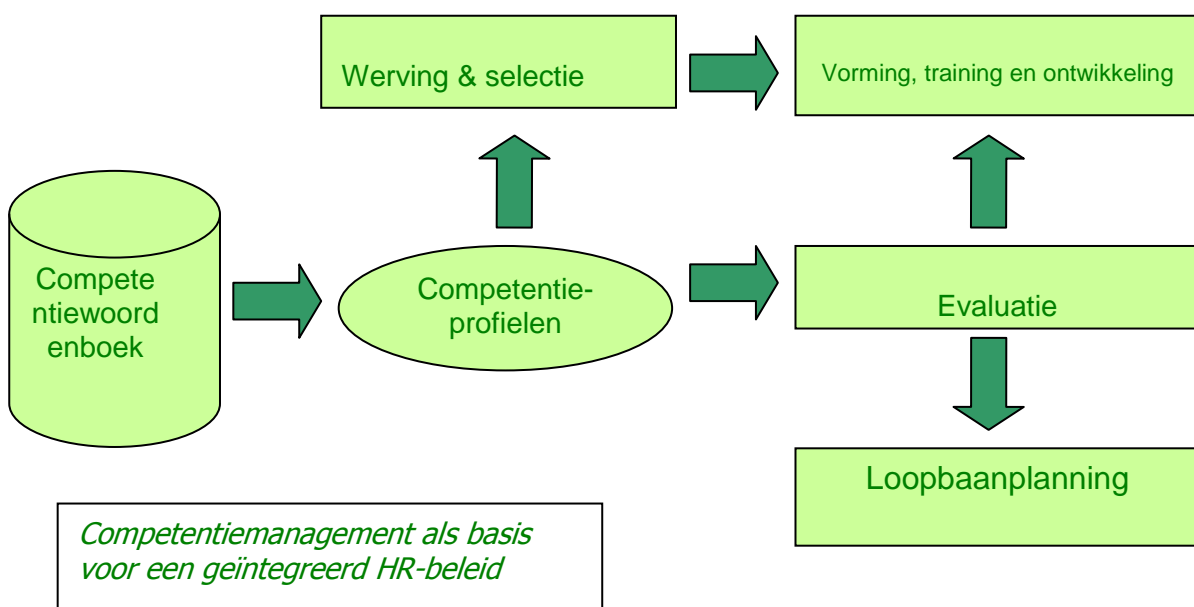 Werving & selectie
Vorming, training en ontwikkeling
Compete
ntiewoord
enboek
Competentie-
profielen
Evaluatie
Loopbaanplanning
Competentiemanagement als basis
voor een geïntegreerd HR-beleid